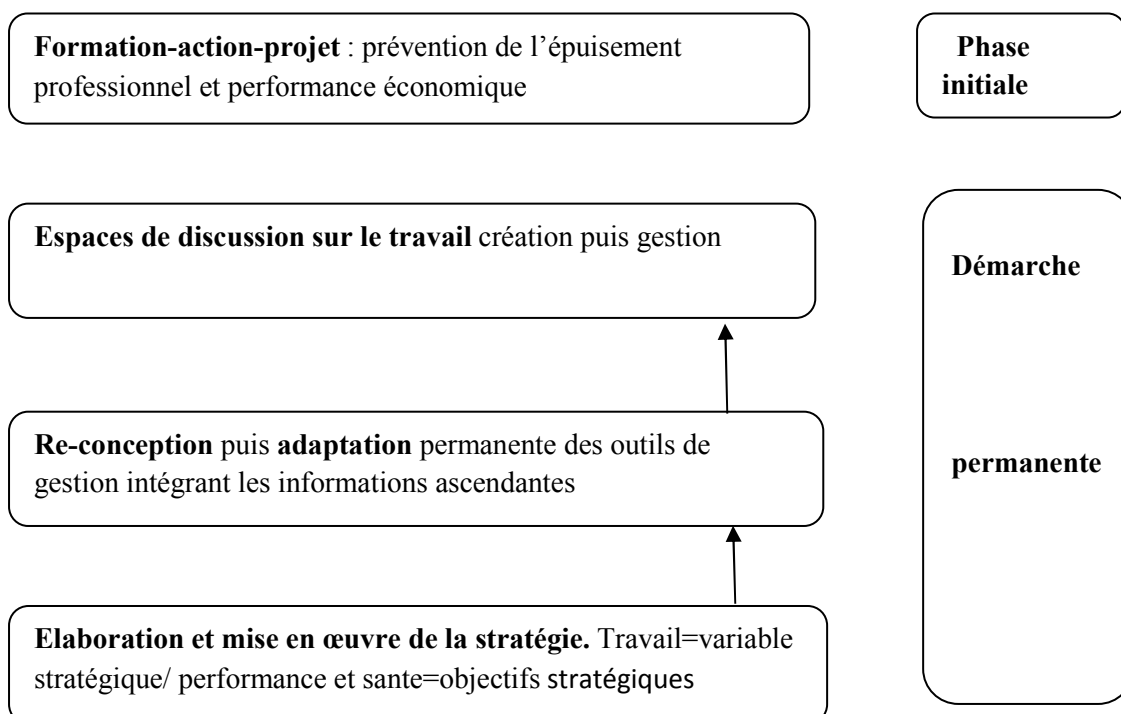 Formation-action-projet : prévention de l’épuisement
professionnel et performance économique
Phase
initiale
Espaces de discussion sur le travail création puis gestion
Démarche
Re-conception puis adaptation permanente des outils de
gestion intégrant les informations ascendantes
permanente
Elaboration et mise en œuvre de la stratégie. Travail=variable
stratégique/ performance et sante=objectifs stratégiques